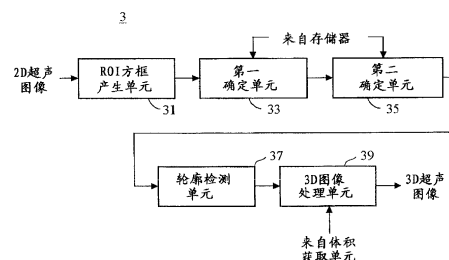 3
来自存储器
2D超声
图像
ROI方框
产生单元
第一
确定单元
第二
确定单元
31
33
35
37
39
轮廓检测
单元
3D图像
处理单元
3D超声
图像
来自体积
获取单元